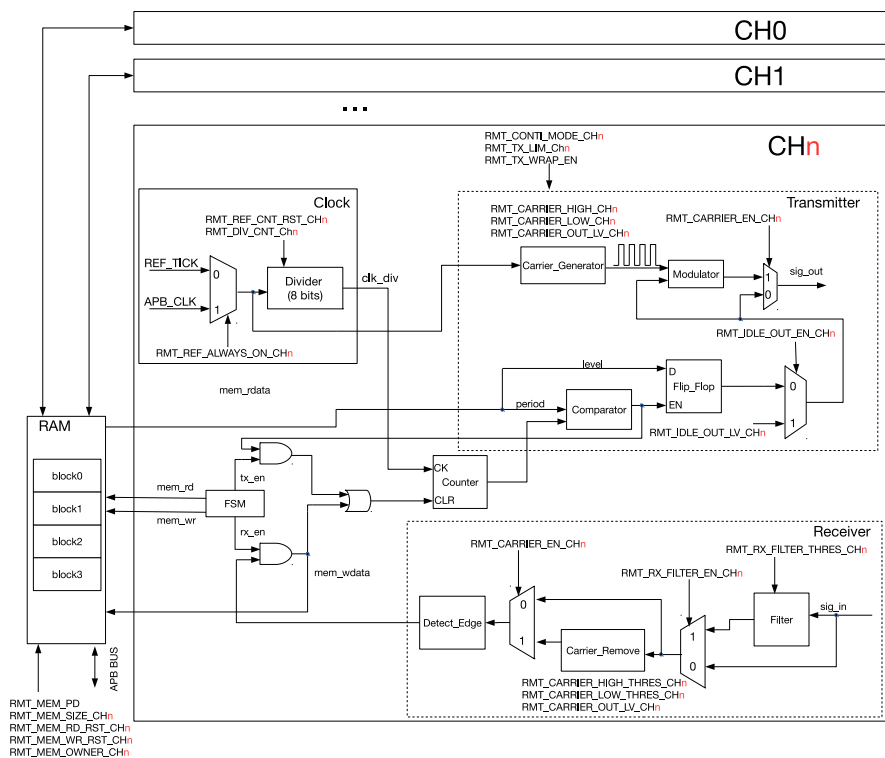 CH0
CH1
...
CHn
RMT_CONTI_MODE_CHn
RMT_TX_LIM_Chn
RMT_TX_WRAP_EN
Clock
RMT_REF_CNT_RST_CHn
RMT_DIV_CNT_Chn
REF_TICK
APB_CLK
0
1
Divider
(8 bits)
clk_div
RMT_REF_ALWAYS_ON_CHn
Transmitter
RMT_CARRIER_HIGH_CHn
RMT_CARRIER_LOW_CHn
RMT_CARRIER_OUT_LV_CHn
RMT_CARRIER_EN_CHn
Carrier_Generator
Modulator
1
0
sig_out
RMT_IDLE_OUT_EN_CHn
level
D
Flip_Flop
EN
0
1
period
Comparator
RMT_IDLE_OUT_LV_CHn
mem_rdata
RAM
block0
block1
block2
block3
mem_rd
mem_wr
FSM
tx_en
rx_en
CK
Counter
CLR
mem_wdata
Receiver
RMT_CARRIER_EN_CHn
RMT_RX_FILTER_THRES_CHn
RMT_RX_FILTER_EN_CHn
Detect_Edge
0
1
Carrier_Remove
1
0
Filter
sig_in
RMT_CARRIER_HIGH_THRES_CHn
RMT_CARRIER_LOW_THRES_CHn
RMT_CARRIER_OUT_LV_CHn
APB BUS
RMT_MEM_PD
RMT_MEM_SIZE_CHn
RMT_MEM_RD_RST_CHn
RMT_MEM_WR_RST_CHn
RMT_MEM_OWNER_CHn